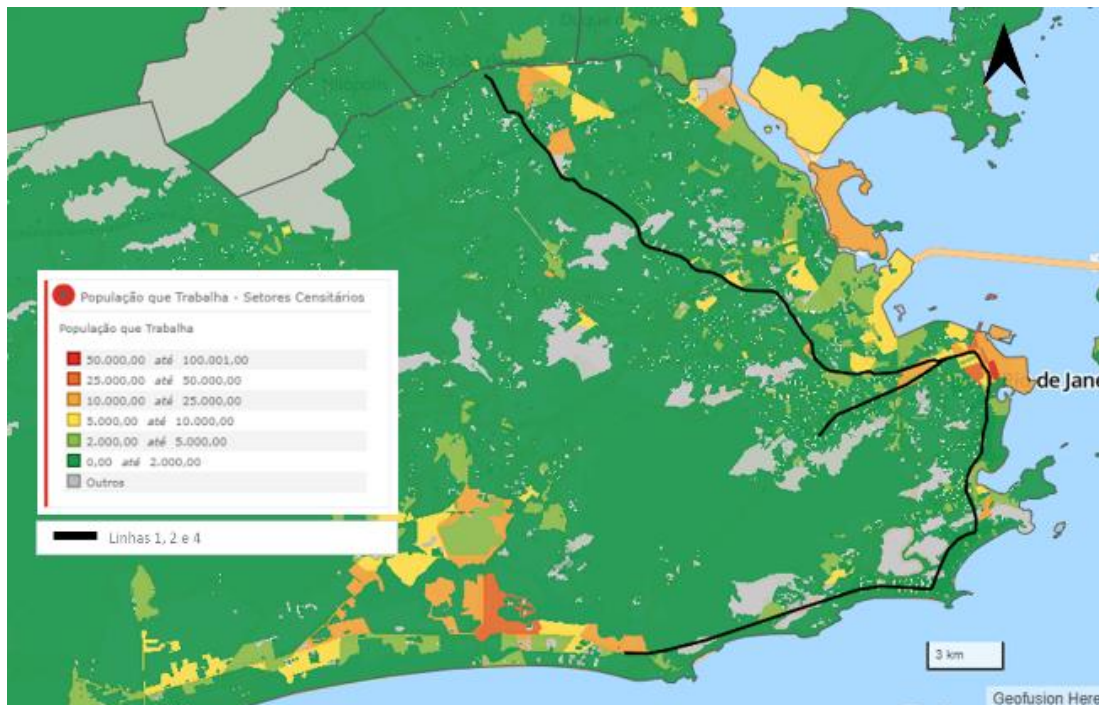 População que Trabalha - Setores Censitários
População que Trabalha
50.000,00 até 100.001,00
25.000,00 até 50.000,00
10.000,00 até 25.000,00
5.000,00 até 10.000,00
2.000,00 até 5.000,00
0,00 até 2.000,00
Outros
Linhas 1, 2 e 4
de Jane
3 km
Geofusion Here